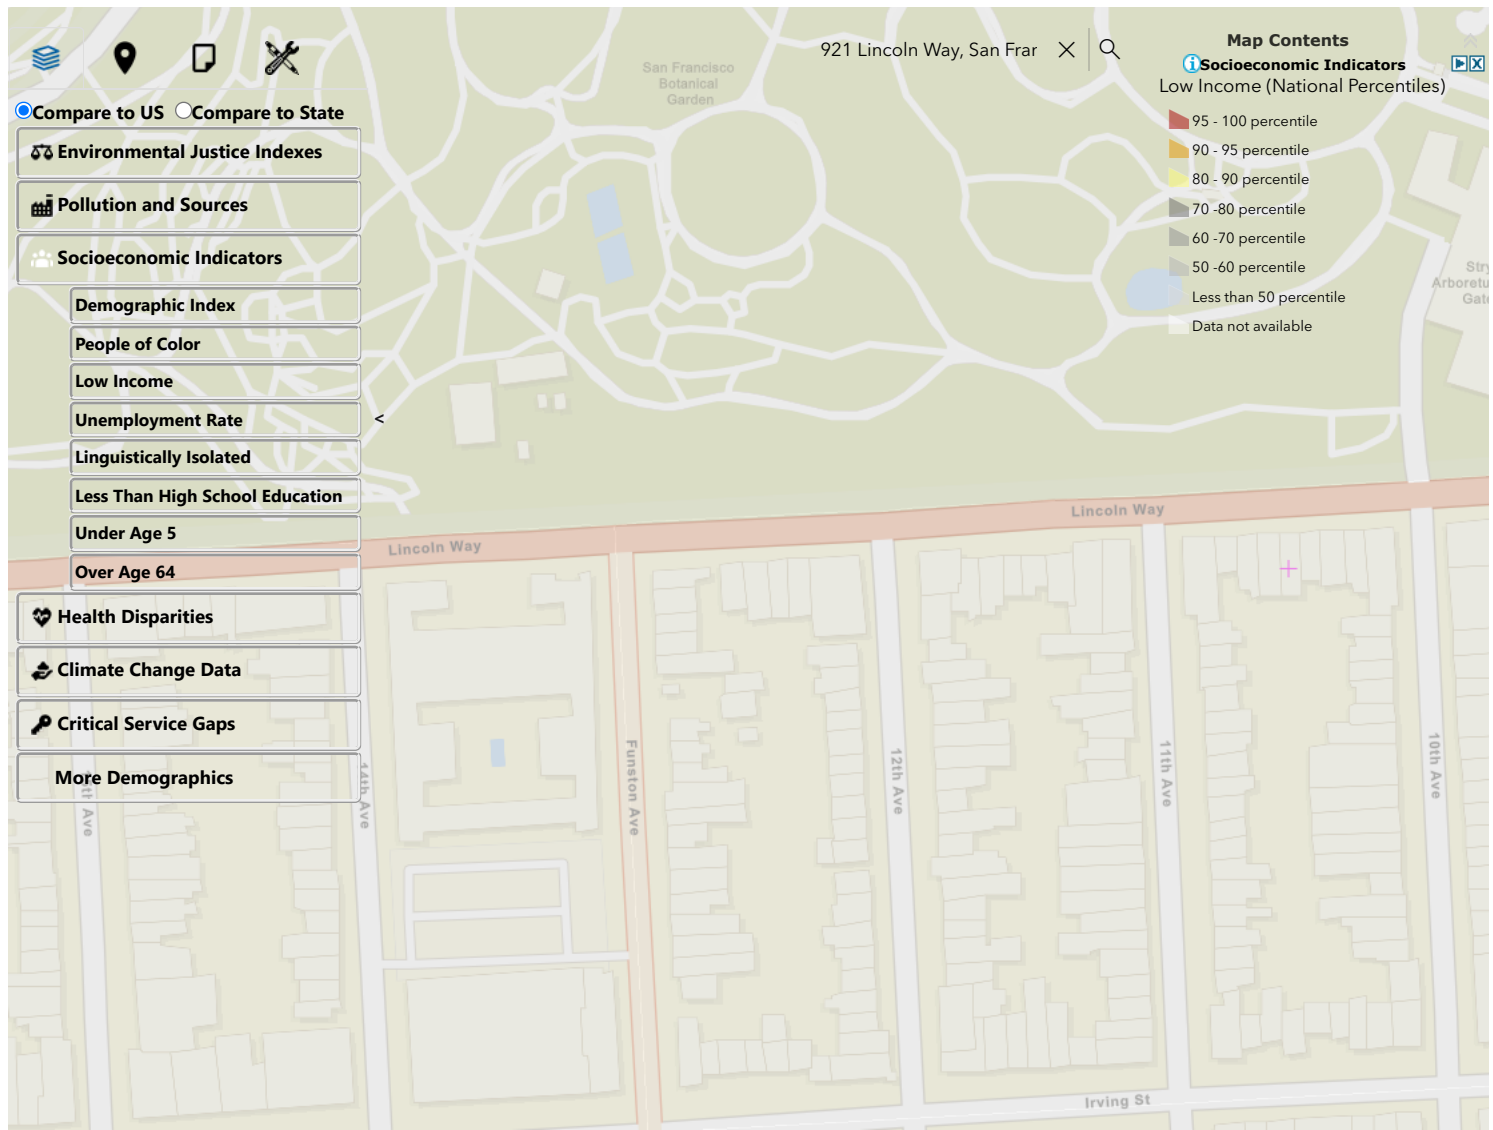 921 Lincoln Way, San Frar
Compare to US
Compare to State
Environmental Justice Indexes
Pollution and Sources
Socioeconomic Indicators
Demographic Index
People of Color
Low Income
Unemployment Rate
Linguistically Isolated
Less Than High School Education
Under Age 5
Over Age 64
Health Disparities
Climate Change Data
Critical Service Gaps
More Demographics
<
Map Contents
Socioeconomic Indicators
Low Income (National Percentiles)
95 - 100 percentile
90 - 95 percentile
80 - 90 percentile
70 -80 percentile
60 -70 percentile
50 -60 percentile
Less than 50 percentile
Data not available
San Francisco
Botanical
Garden
Stry
Arboretu
Gate
Lincoln Way
Lincoln Way
Ave
14th Ave
Funston Ave
12th Ave
11th Ave
10th Ave
Irving St